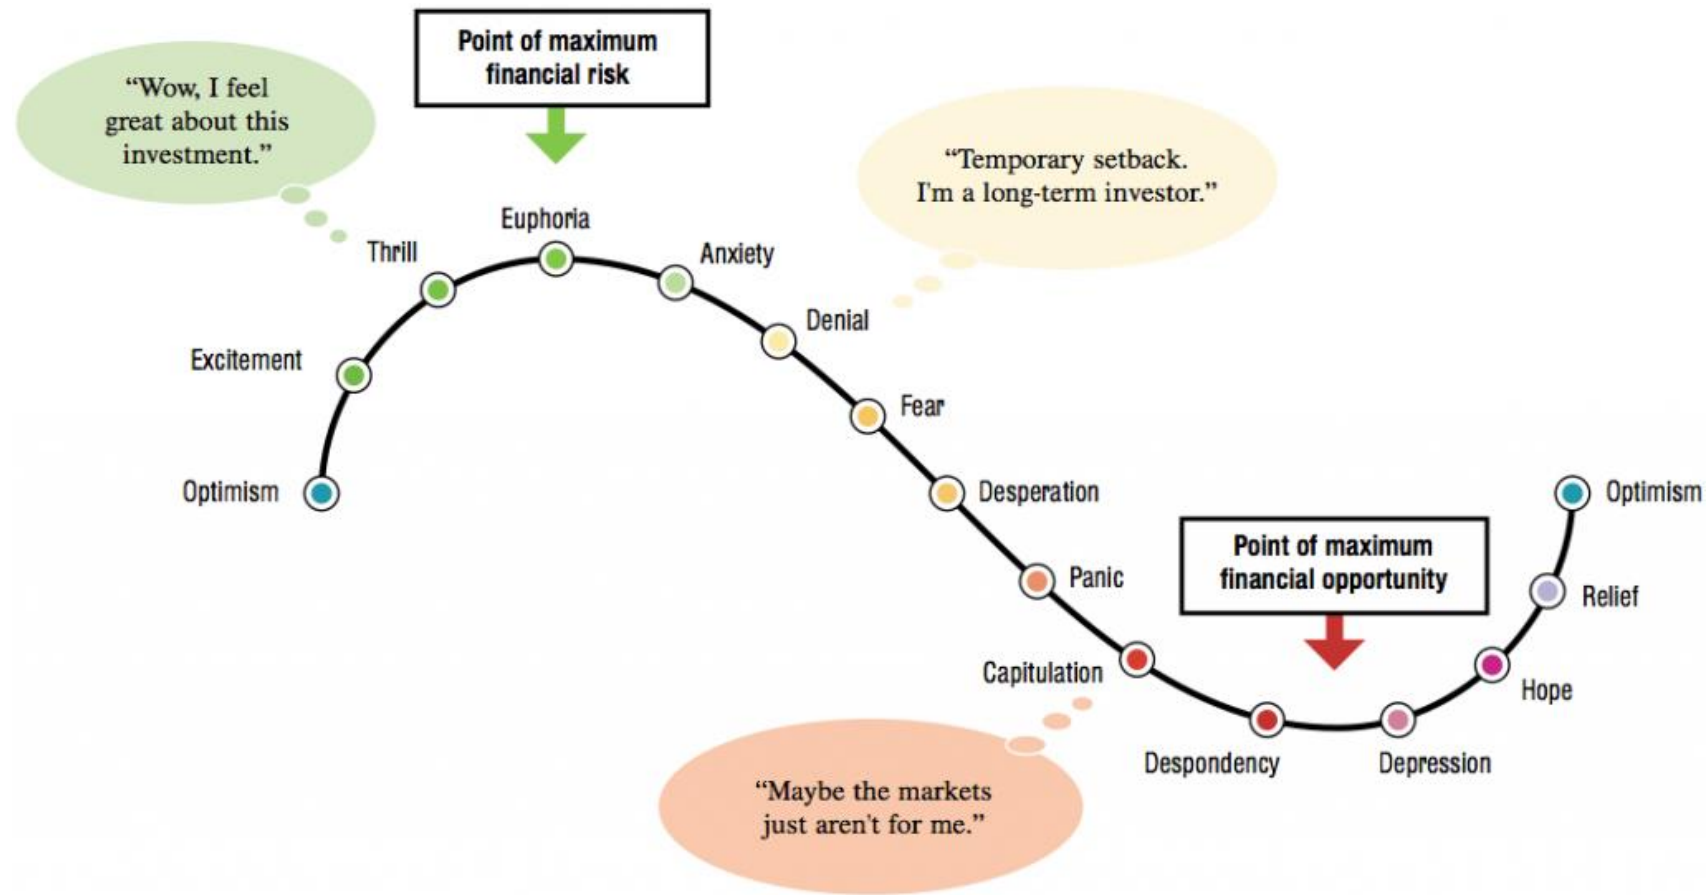 Point of maximum
financial risk
“Wow, I feel
great about this
investment.”
“Temporary setback.
I'm a long-term investor.”
Euphoria
Thrill
Anxiety
Denial
Excitement
Fear
Optimism
Desperation
Optimism
Point of maximum
financial opportunity
Panic
Relief
Capitulation
Hope
Despondency
Depression
“Maybe the markets
just aren't for me.”